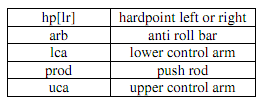 hp[lr] hardpoint left or right
arb anti roll bar
lca lower control arm
prod push rod
uca upper control arm